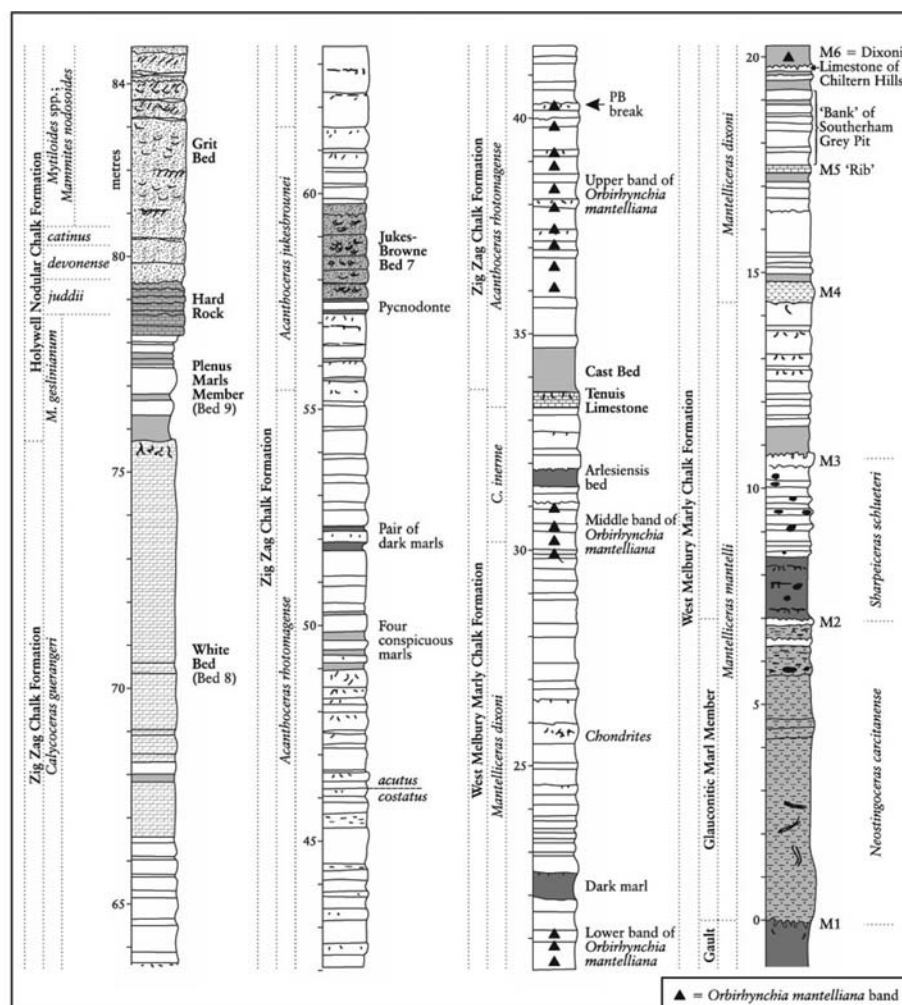 Holywell Nodular Chalk Formation
Zig Zag Chalk Formation
Mytiloides spp.;
Mammites nodosoides
catinus
devonense
juddii
M. geslinianum
Calycoceras guerangeri
metres
84
80
75
70
65
Grit
Bed
Hard
Rock
Plenus
Marls
Member
(Bed 9)
White
Bed
(Bed 8)
Zig Zag Chalk Formation
Acanthoceras jukesbrownei
Acanthoceras rhotomagense
60
55
50
45
Jukes-
Browne
Bed 7
Pycnodonte
Pair of
dark marls
Four
conspicuous
marls
acutus
costatus
Zig Zag Chalk Formation
West Melbury Marly Chalk Formation
Acanthoceras rhotomagense
C. inerme
Mantelliceras dixoni
40
35
30
25
PB
break
Upper band of
Orbirhynchia
mantelliana
Cast Bed
Tenuis
Limestone
Arlesiensis
bed
Middle band of
Orbirhynchia
mantelliana
Chondrites
Dark marl
Lower band of
Orbirhynchia
mantelliana
West Melbury Marly Chalk Formation
Glauconitic Marl Member
Gault
Mantelliceras dixoni
Mantelliceras mantelli
20
15
10
5
0
M6 = Dixoni
Limestone of
Chiltern Hills
'Bank' of
Southerham
Grey Pit
M5 'Rib'
M4
M3
M2
M1
Sharpeiceras schlueteri
Neostingoceras carcitanense
▲ = Orbirhynchia mantelliana band